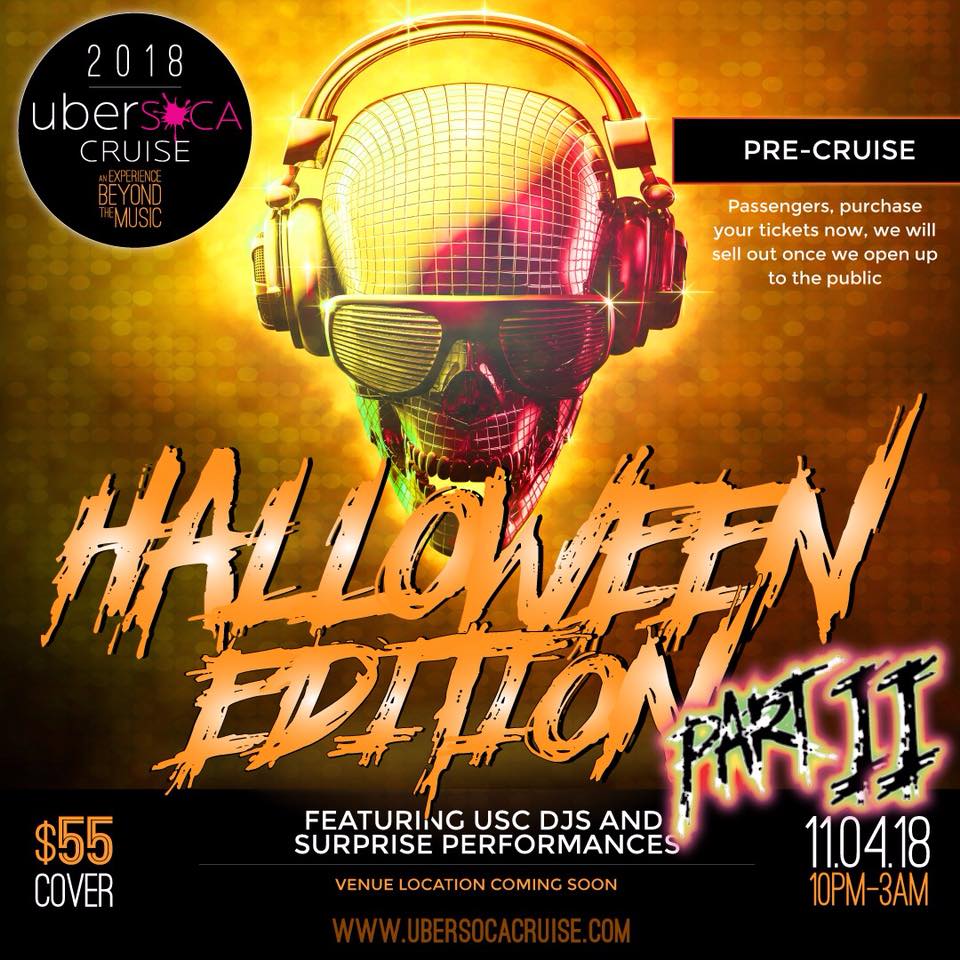 2018
uberSOCA
CRUISE
AN EXPERIENCE
BEYOND
THE MUSIC
PRE-CRUISE
Passengers, purchase
your tickets now, we will
sell out once we open up
to the public
HALLOWEEN
EDITION
PART II
$55
COVER
FEATURING USC DJS AND
SURPRISE PERFORMANCES
VENUE LOCATION COMING SOON
WWW.UBERSOCACRUISE.COM
11.04.18
10PM-3AM